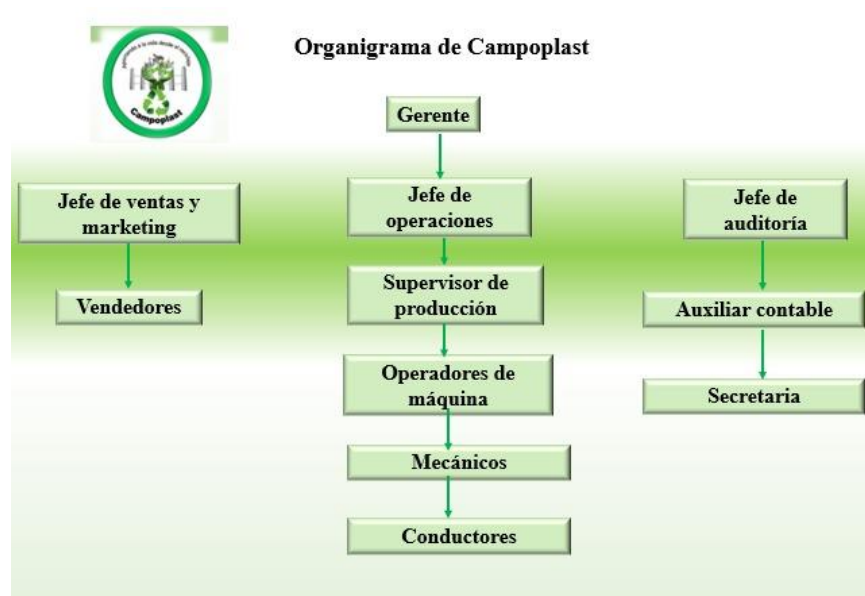 Organigrama de Campoplast
Campoplast
Gerente
Jefe de ventas y
marketing
Jefe de
operaciones
Jefe de
auditoría
Vendedores
Supervisor de
producción
Auxiliar contable
Operadores de
máquina
Secretaria
Mecánicos
Conductores